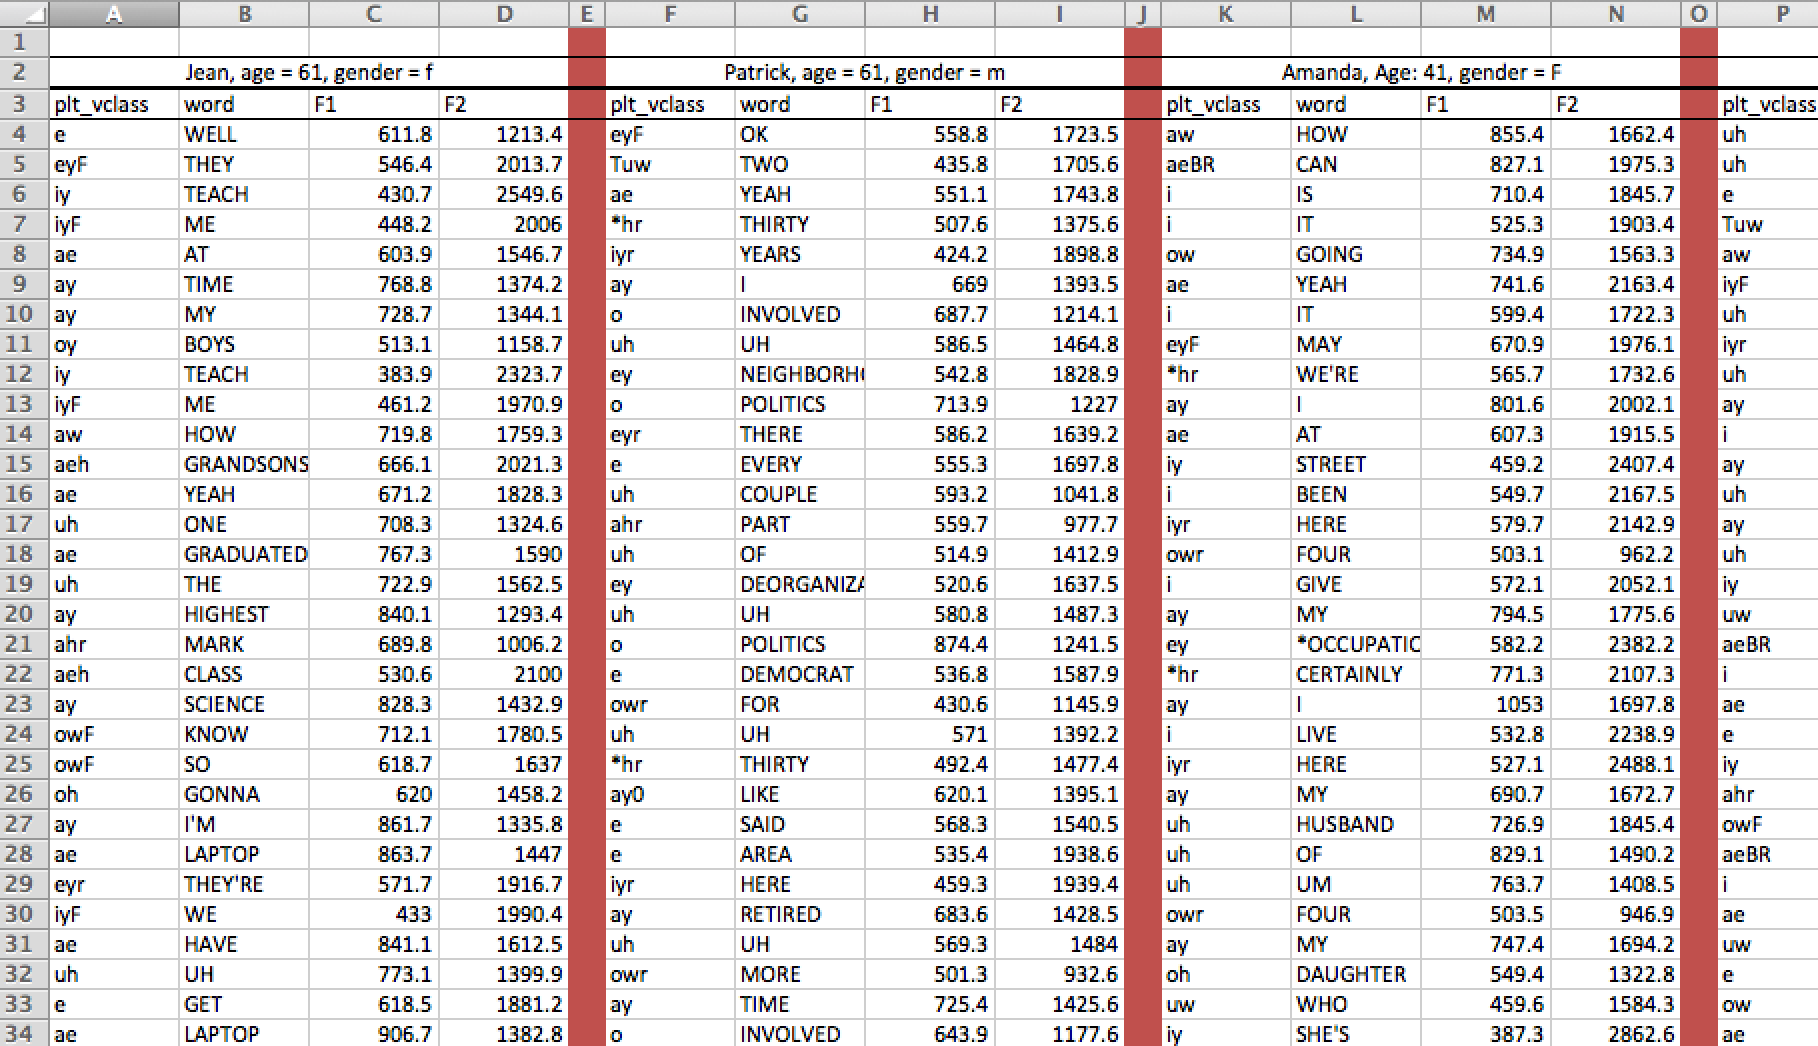 A B C D E F G H I J K L M N O P
1
2 Jean, age = 61, gender = f Patrick, age = 61, gender = m Amanda, Age: 41, gender = F
3 plt_vclass word F1 F2 plt_vclass word F1 F2 plt_vclass word F1 F2 plt_vclass
4 e WELL 611.8 1213.4 eyF OK 558.8 1723.5 aw HOW 855.4 1662.4 uh
5 eyF THEY 546.4 2013.7 Tuw TWO 435.8 1705.6 aeBR CAN 827.1 1975.3 uh
6 iy TEACH 430.7 2549.6 ae YEAH 551.1 1743.8 i IS 710.4 1845.7 e
7 iyF ME 448.2 2006 *hr THIRTY 507.6 1375.6 i IT 525.3 1903.4 Tuw
8 ae AT 603.9 1546.7 iyr YEARS 424.2 1898.8 ow GOING 734.9 1563.3 aw
9 ay TIME 768.8 1374.2 ay I 669 1393.5 ae YEAH 741.6 2163.4 iyF
10 ay MY 728.7 1344.1 o INVOLVED 687.7 1214.1 i IT 599.4 1722.3 uh
11 oy BOYS 513.1 1158.7 uh UH 586.5 1464.8 eyF MAY 670.9 1976.1 iyr
12 iy TEACH 383.9 2323.7 ey NEIGHBORH 542.8 1828.9 *hr WE'RE 565.7 1732.6 uh
13 iyF ME 461.2 1970.9 o POLITICS 713.9 1227 ay I 801.6 2002.1 ay
14 aw HOW 719.8 1759.3 eyr THERE 586.2 1639.2 ae AT 607.3 1915.5 i
15 aeh GRANDSONS 666.1 2021.3 e EVERY 555.3 1697.8 iy STREET 459.2 2407.4 ay
16 ae YEAH 671.2 1828.3 uh COUPLE 593.2 1041.8 i BEEN 549.7 2167.5 uh
17 uh ONE 708.3 1324.6 ahr PART 559.7 977.7 iyr HERE 579.7 2142.9 ay
18 ae GRADUATED 767.3 1590 uh OF 514.9 1412.9 owr FOUR 503.1 962.2 uh
19 uh THE 722.9 1562.5 ey DEORGANIZA 520.6 1637.5 i GIVE 572.1 2052.1 iy
20 ay HIGHEST 840.1 1293.4 uh UH 580.8 1487.3 ay MY 794.5 1775.6 uw
21 ahr MARK 689.8 1006.2 o POLITICS 874.4 1241.5 ey *OCCUPATIC 582.2 2382.2 aeBR
22 aeh CLASS 530.6 2100 e DEMOCRAT 536.8 1587.9 *hr CERTAINLY 771.3 2107.3 i
23 ay SCIENCE 828.3 1432.9 owr FOR 430.6 1145.9 ay I 1053 1697.8 ae
24 owF KNOW 712.1 1780.5 uh UH 571 1392.2 i LIVE 532.8 2238.9 e
25 owF SO 618.7 1637 *hr THIRTY 492.4 1477.4 iyr HERE 527.1 2488.1 iy
26 oh GONNA 620 1458.2 ay0 LIKE 620.1 1395.1 ay MY 690.7 1672.7 ahr
27 ay I'M 861.7 1335.8 e SAID 568.3 1540.5 uh HUSBAND 726.9 1845.4 owF
28 ae LAPTOP 863.7 1447 e AREA 535.4 1938.6 uh OF 829.1 1490.2 aeBR
29 eyr THEY'RE 571.7 1916.7 iyr HERE 459.3 1939.4 uh UM 763.7 1408.5 i
30 iyF WE 433 1990.4 ay RETIRED 683.6 1428.5 owr FOUR 503.5 946.9 ae
31 ae HAVE 841.1 1612.5 uh UH 569.3 1484 ay MY 747.4 1694.2 uw
32 uh UH 773.1 1399.9 owr MORE 501.3 932.6 oh DAUGHTER 549.4 1322.8 e
33 e GET 618.5 1881.2 ay TIME 725.4 1425.6 uw WHO 459.6 1584.3 ow
34 ae LAPTOP 906.7 1382.8 o INVOLVED 643.9 1177.6 iy SHE'S 387.3 2862.6 ae